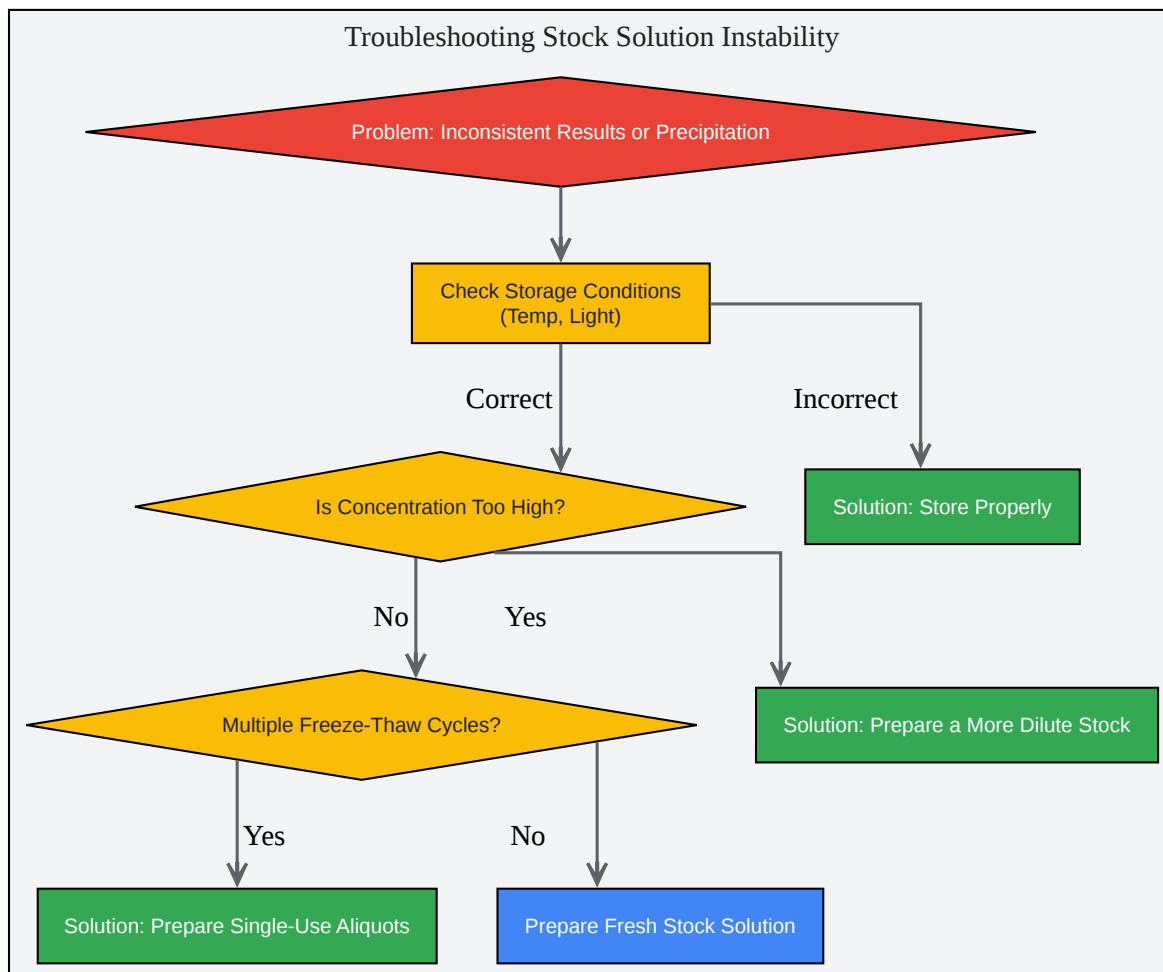 Troubleshooting Stock Solution Instability
Problem: Inconsistent Results or Precipitation
Check Storage Conditions
(Temp, Light)
Correct
Incorrect
Is Concentration Too High?
Solution: Store Properly
No
Yes
Multiple Freeze-Thaw Cycles?
Solution: Prepare a More Dilute Stock
Yes
No
Solution: Prepare Single-Use Aliquots
Prepare Fresh Stock Solution